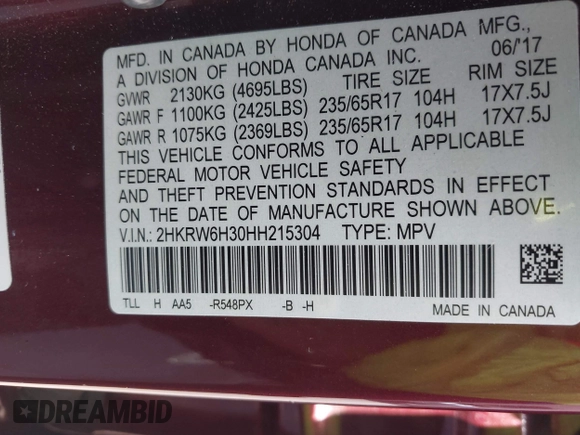 MFD. IN CANADA BY HONDA OF CANADA MFG.,
A DIVISION OF HONDA CANADA INC. 06/'17
GVWR 2130KG (4695LBS) TIRE SIZE RIM SIZE
GAWR F 1100KG (2425LBS) 235/65R17 104H 17X7.5J
GAWR R 1075KG (2369LBS) 235/65R17 104H 17X7.5J
THIS VEHICLE CONFORMS TO ALL APPLICABLE
FEDERAL MOTOR VEHICLE SAFETY
AND THEFT PREVENTION STANDARDS IN EFFECT
ON THE DATE OF MANUFACTURE SHOWN ABOVE.
V.I.N.: 2HKRW6H30HH215304 TYPE: MPV
TLL H AA5 -R548PX -B -H
MADE IN CANADA
DREAMBID